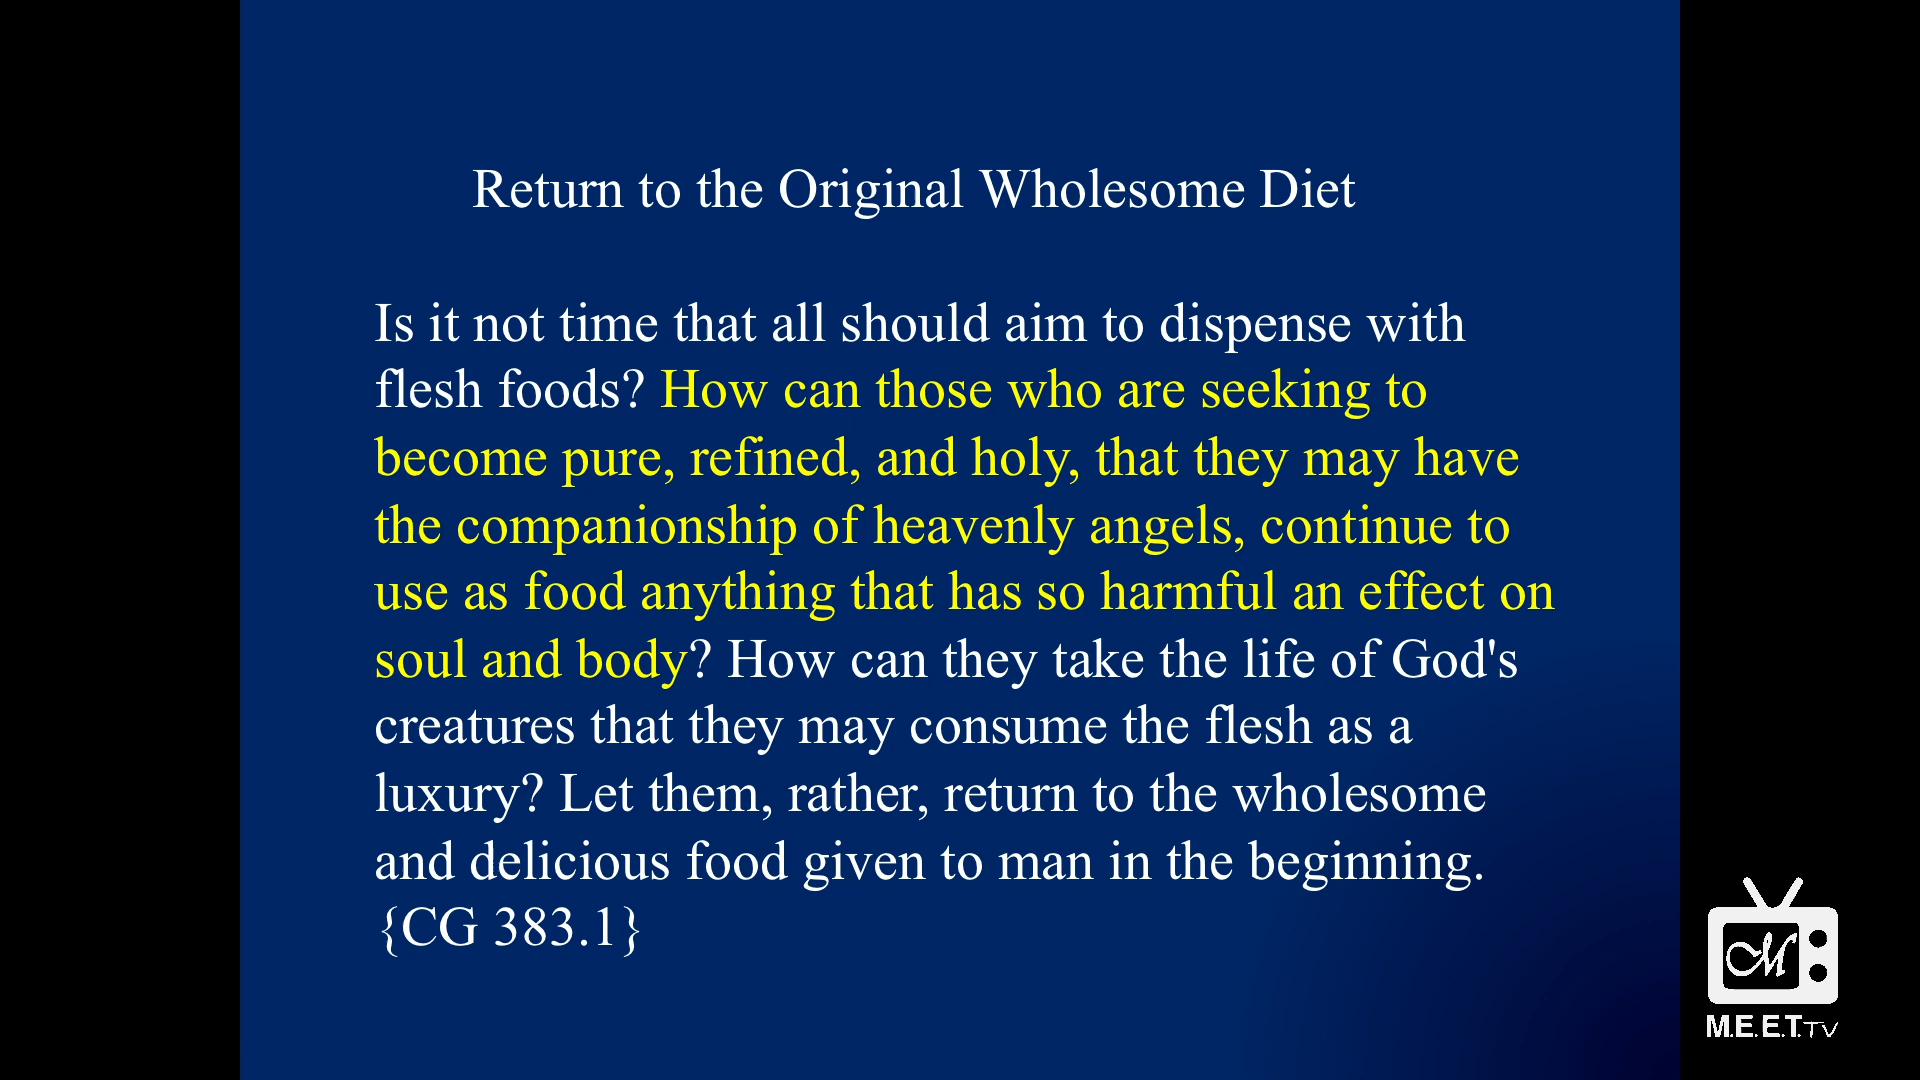 Return to the Original Wholesome Diet
Is it not time that all should aim to dispense with
flesh foods? How can those who are seeking to
become pure, refined, and holy, that they may have
the companionship of heavenly angels, continue to
use as food anything that has so harmful an effect on
soul and body? How can they take the life of God's
creatures that they may consume the flesh as a
luxury? Let them, rather, return to the wholesome
and delicious food given to man in the beginning.
{CG 383.1}
M
M.E.E.T.TV